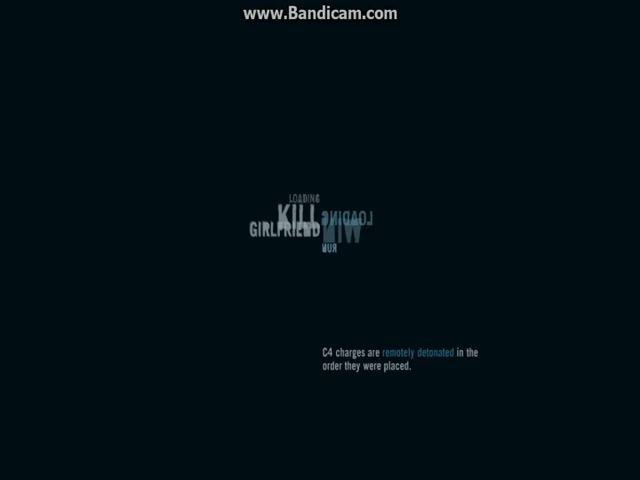 www.Bandicam.com
LOADING
KILL
GIRLFRIEND
LOADING
WIN
RUN
C4 charges are remotely detonated in the
order they were placed.